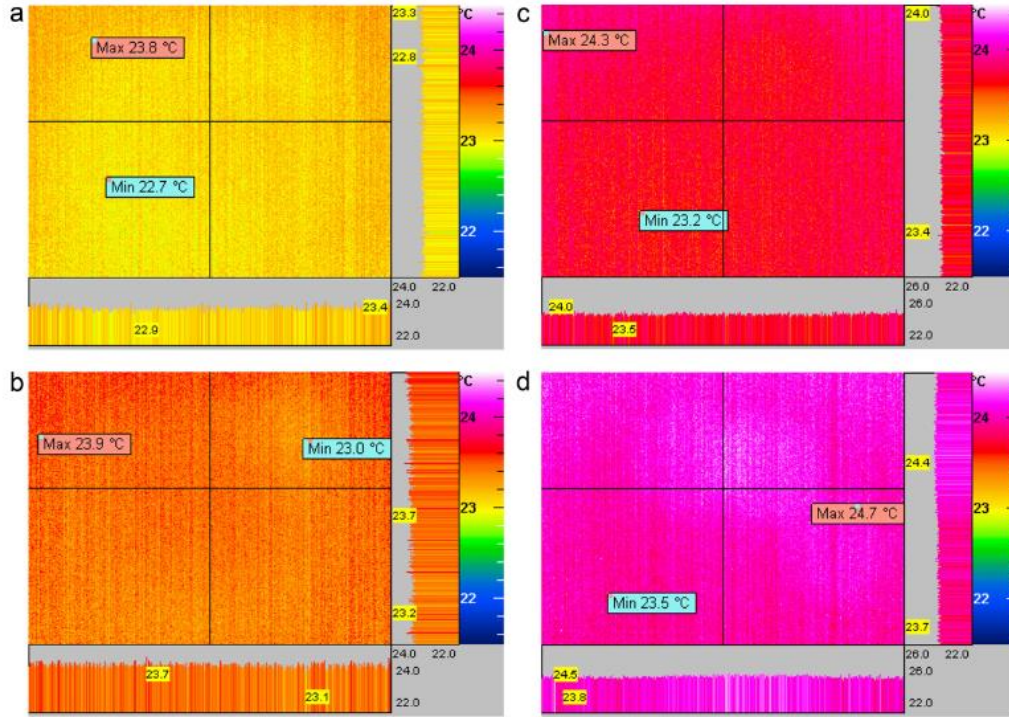 a
Max 23.8 °C
Min 22.7 °C
23.3
22.8
°C
24
23
22
24.0 22.0
24.0
22.0
23.4
22.9
c
Max 24.3 °C
Min 23.2 °C
24.0
23.4
°C
24
23
22
26.0 22.0
26.0
22.0
24.0
23.5
b
Max 23.9 °C
Min 23.0 °C
23.7
23.2
°C
24
23
22
24.0 22.0
24.0
22.0
23.7
23.1
d
Max 24.7 °C
Min 23.5 °C
24.4
23.7
°C
24
23
22
26.0 22.0
26.0
22.0
24.5
23.8